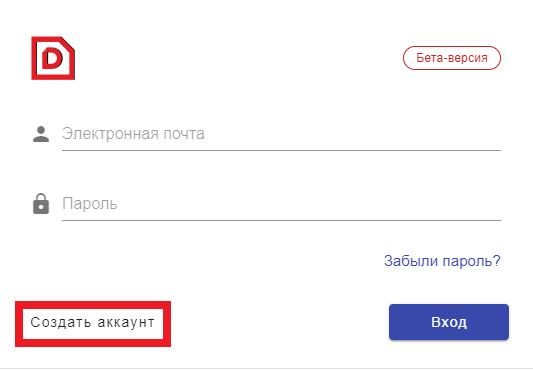 D
Бета-версия
Электронная почта
Пароль
Забыли пароль?
Создать аккаунт
Вход